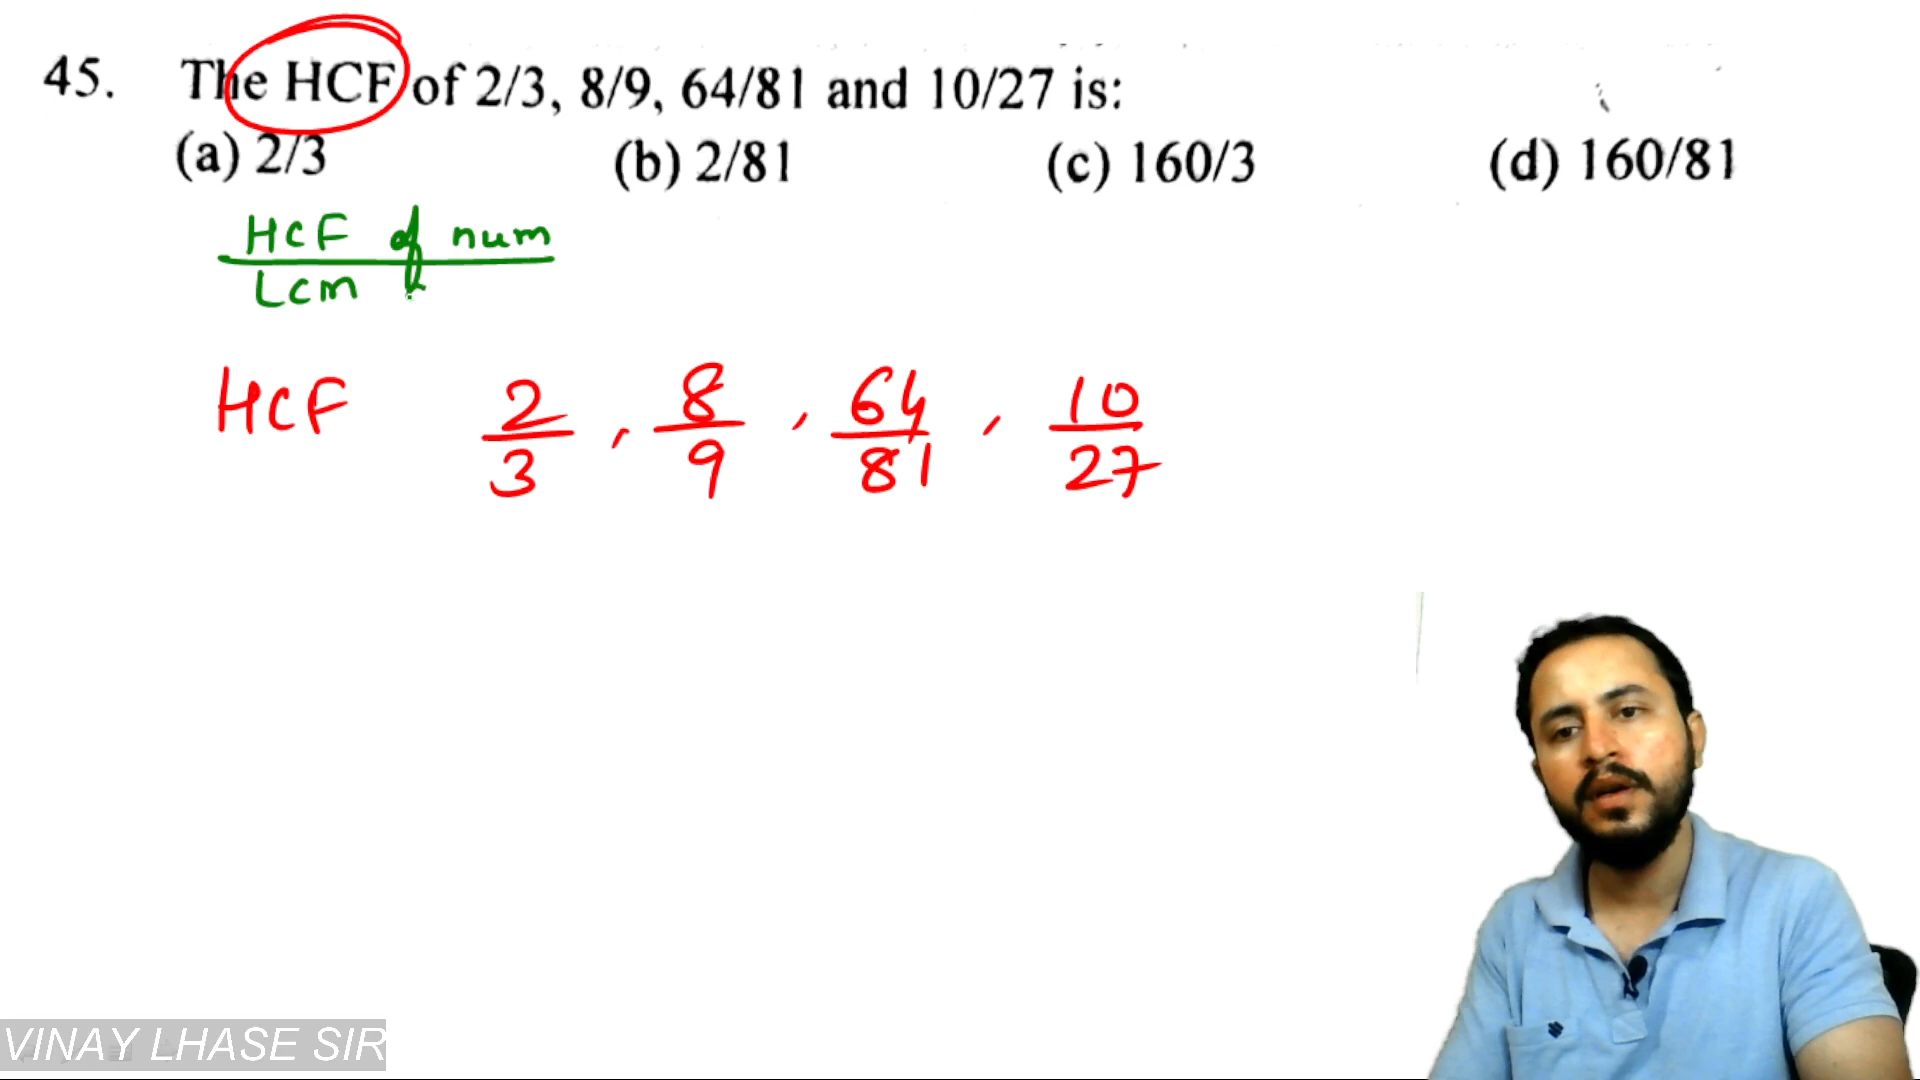 45. The HCF of 2/3, 8/9, 64/81 and 10/27 is:
(a) 2/3 (b) 2/81 (c) 160/3 (d) 160/81
HCF of num
Lcm
HCF 2/3 , 8/9 , 64/81 , 10/27
VINAY LHASE SIR